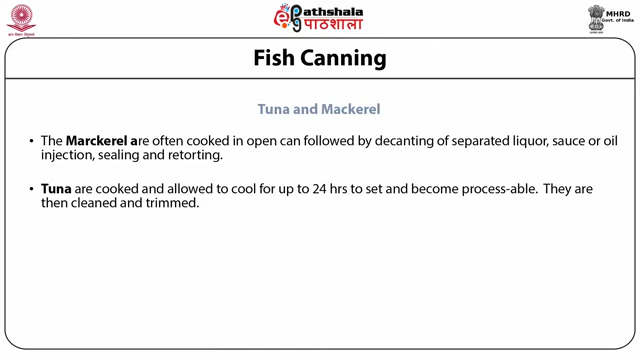 ePathshala
पाठशाला
MHRD
Govt. of India
Fish Canning
Tuna and Mackerel
• The Marckerel are often cooked in open can followed by decanting of separated liquor, sauce or oil
injection, sealing and retorting.
• Tuna are cooked and allowed to cool for up to 24 hrs to set and become process-able. They are
then cleaned and trimmed.